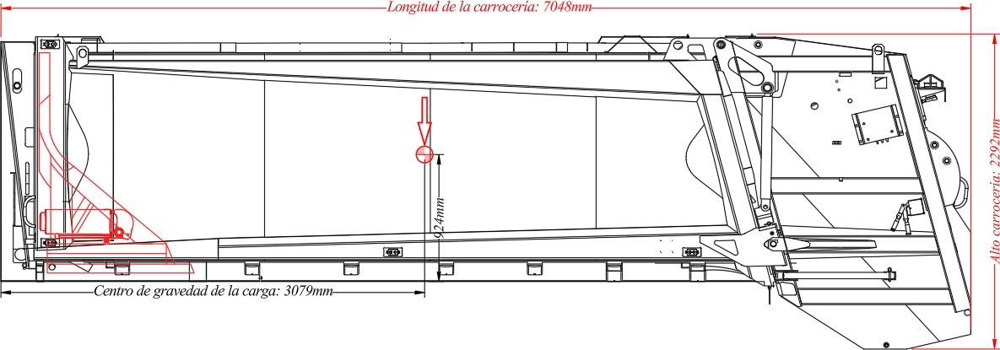 Longitud de la carrocería: 7048mm
Alto carrocería: 2292mm
924mm
Centro de gravedad de la carga: 3079mm